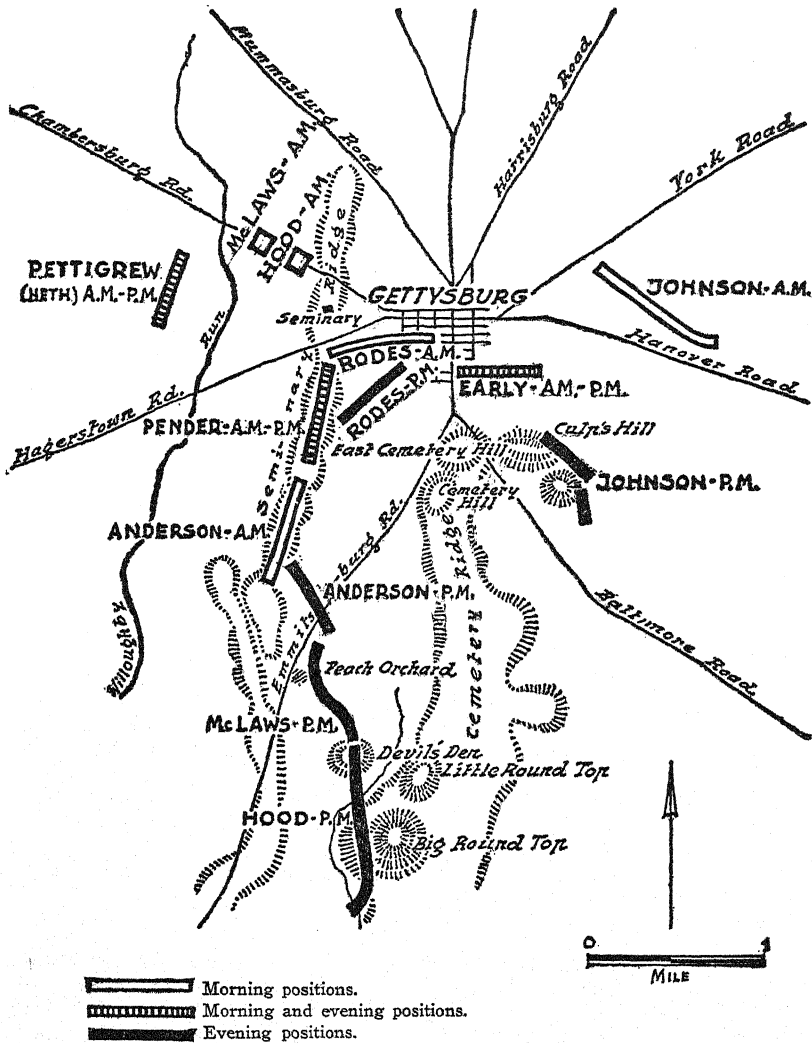 Mummasburg Road
Harrisburg Road
Chambersburg Rd.
York Road
McLAWS-A.M.
HOOD-A.M.
Ridge
PETTIGREW
(HETH) A.M.-P.M.
Run
GETTYSBURG
JOHNSON-A.M.
Seminary
Hanover Road
RODES-A.M.
RODES-P.M.
EARLY-A.M.-P.M.
Hagerstown Rd.
PENDER-A.M.-P.M.
Seminary
East Cemetery Hill
Culp's Hill
Cemetery
Hill
JOHNSON-P.M.
ANDERSON-A.M.
Emmitsburg Rd.
ANDERSON-P.M.
Cemetery Ridge
Baltimore Road
Willoughby
Peach Orchard
McLAWS-P.M.
Devil's Den
Little Round Top
HOOD-P.M.
Big Round Top
0 1
MILE
Morning positions.
Morning and evening positions.
Evening positions.